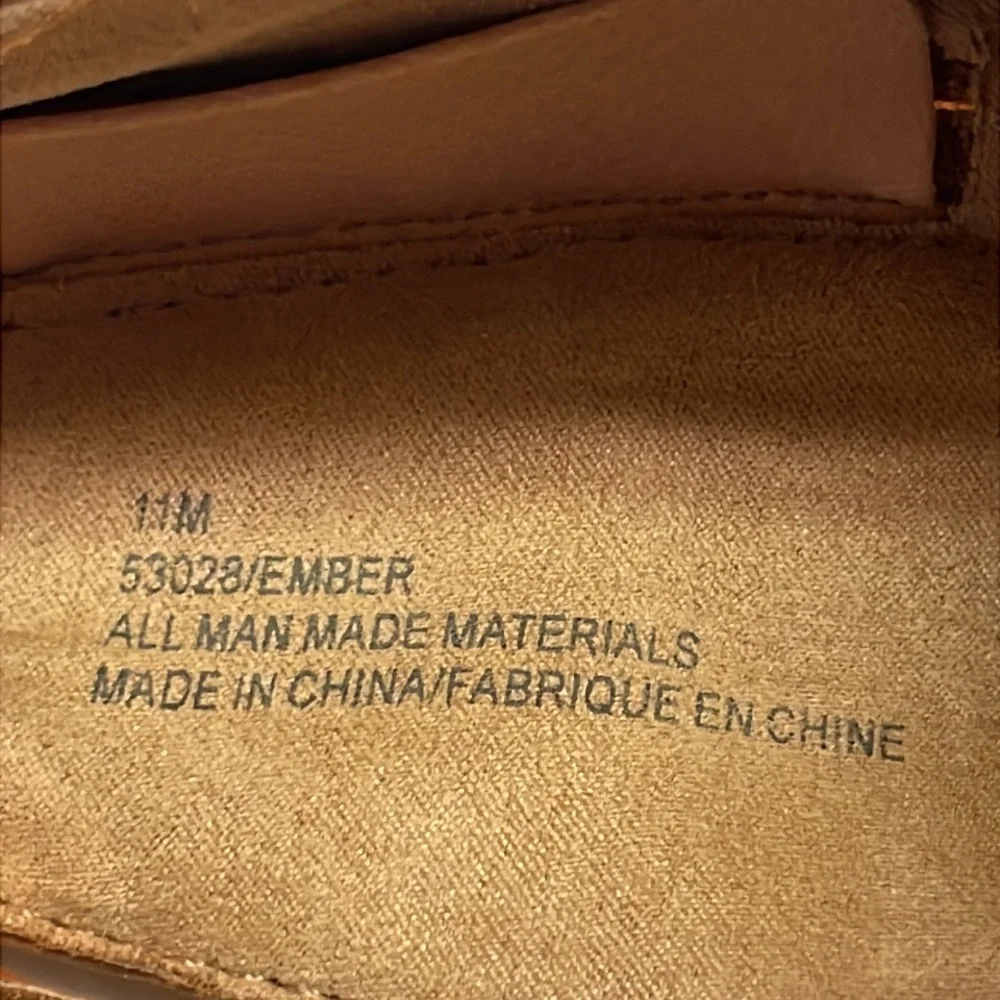 11M
53028/EMBER
ALL MAN MADE MATERIALS
MADE IN CHINA/FABRIQUE EN CHINE